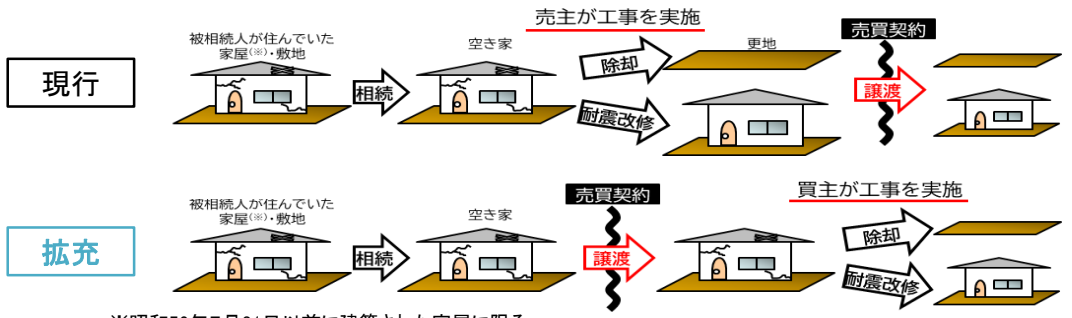 売主が工事を実施
被相続人が住んでいた
家屋(※)・敷地
空き家
更地
売買契約
現行
相続
除却
耐震改修
譲渡
被相続人が住んでいた
家屋(※)・敷地
空き家
売買契約
買主が工事を実施
拡充
相続
譲渡
除却
耐震改修